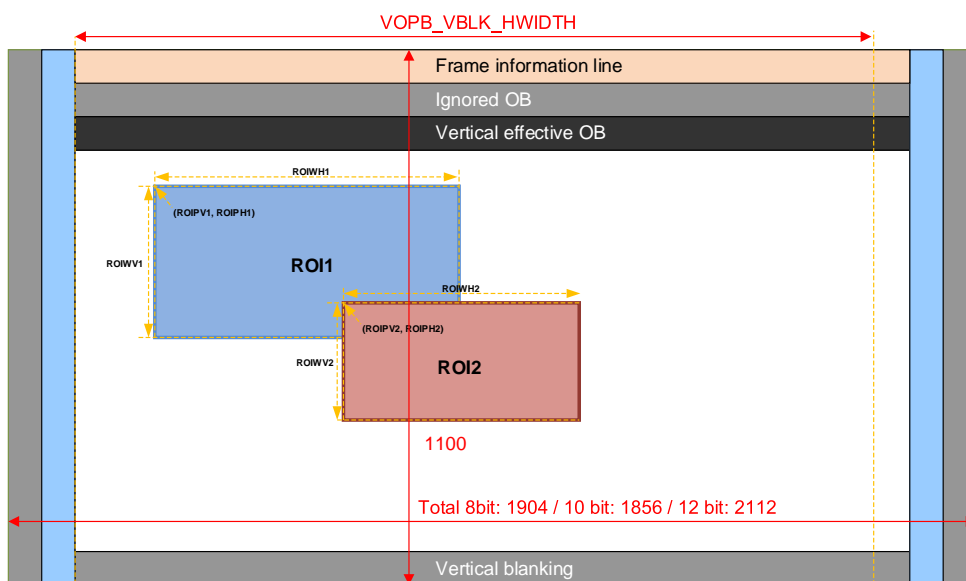 VOPB_VBLK_HWIDTH
Frame information line
Ignored OB
Vertical effective OB
ROIWH1
(ROIPV1, ROIPH1)
ROIWV1
ROI1
ROIWH2
(ROIPV2, ROIPH2)
ROIWV2
ROI2
1100
Total 8bit: 1904 / 10 bit: 1856 / 12 bit: 2112
Vertical blanking